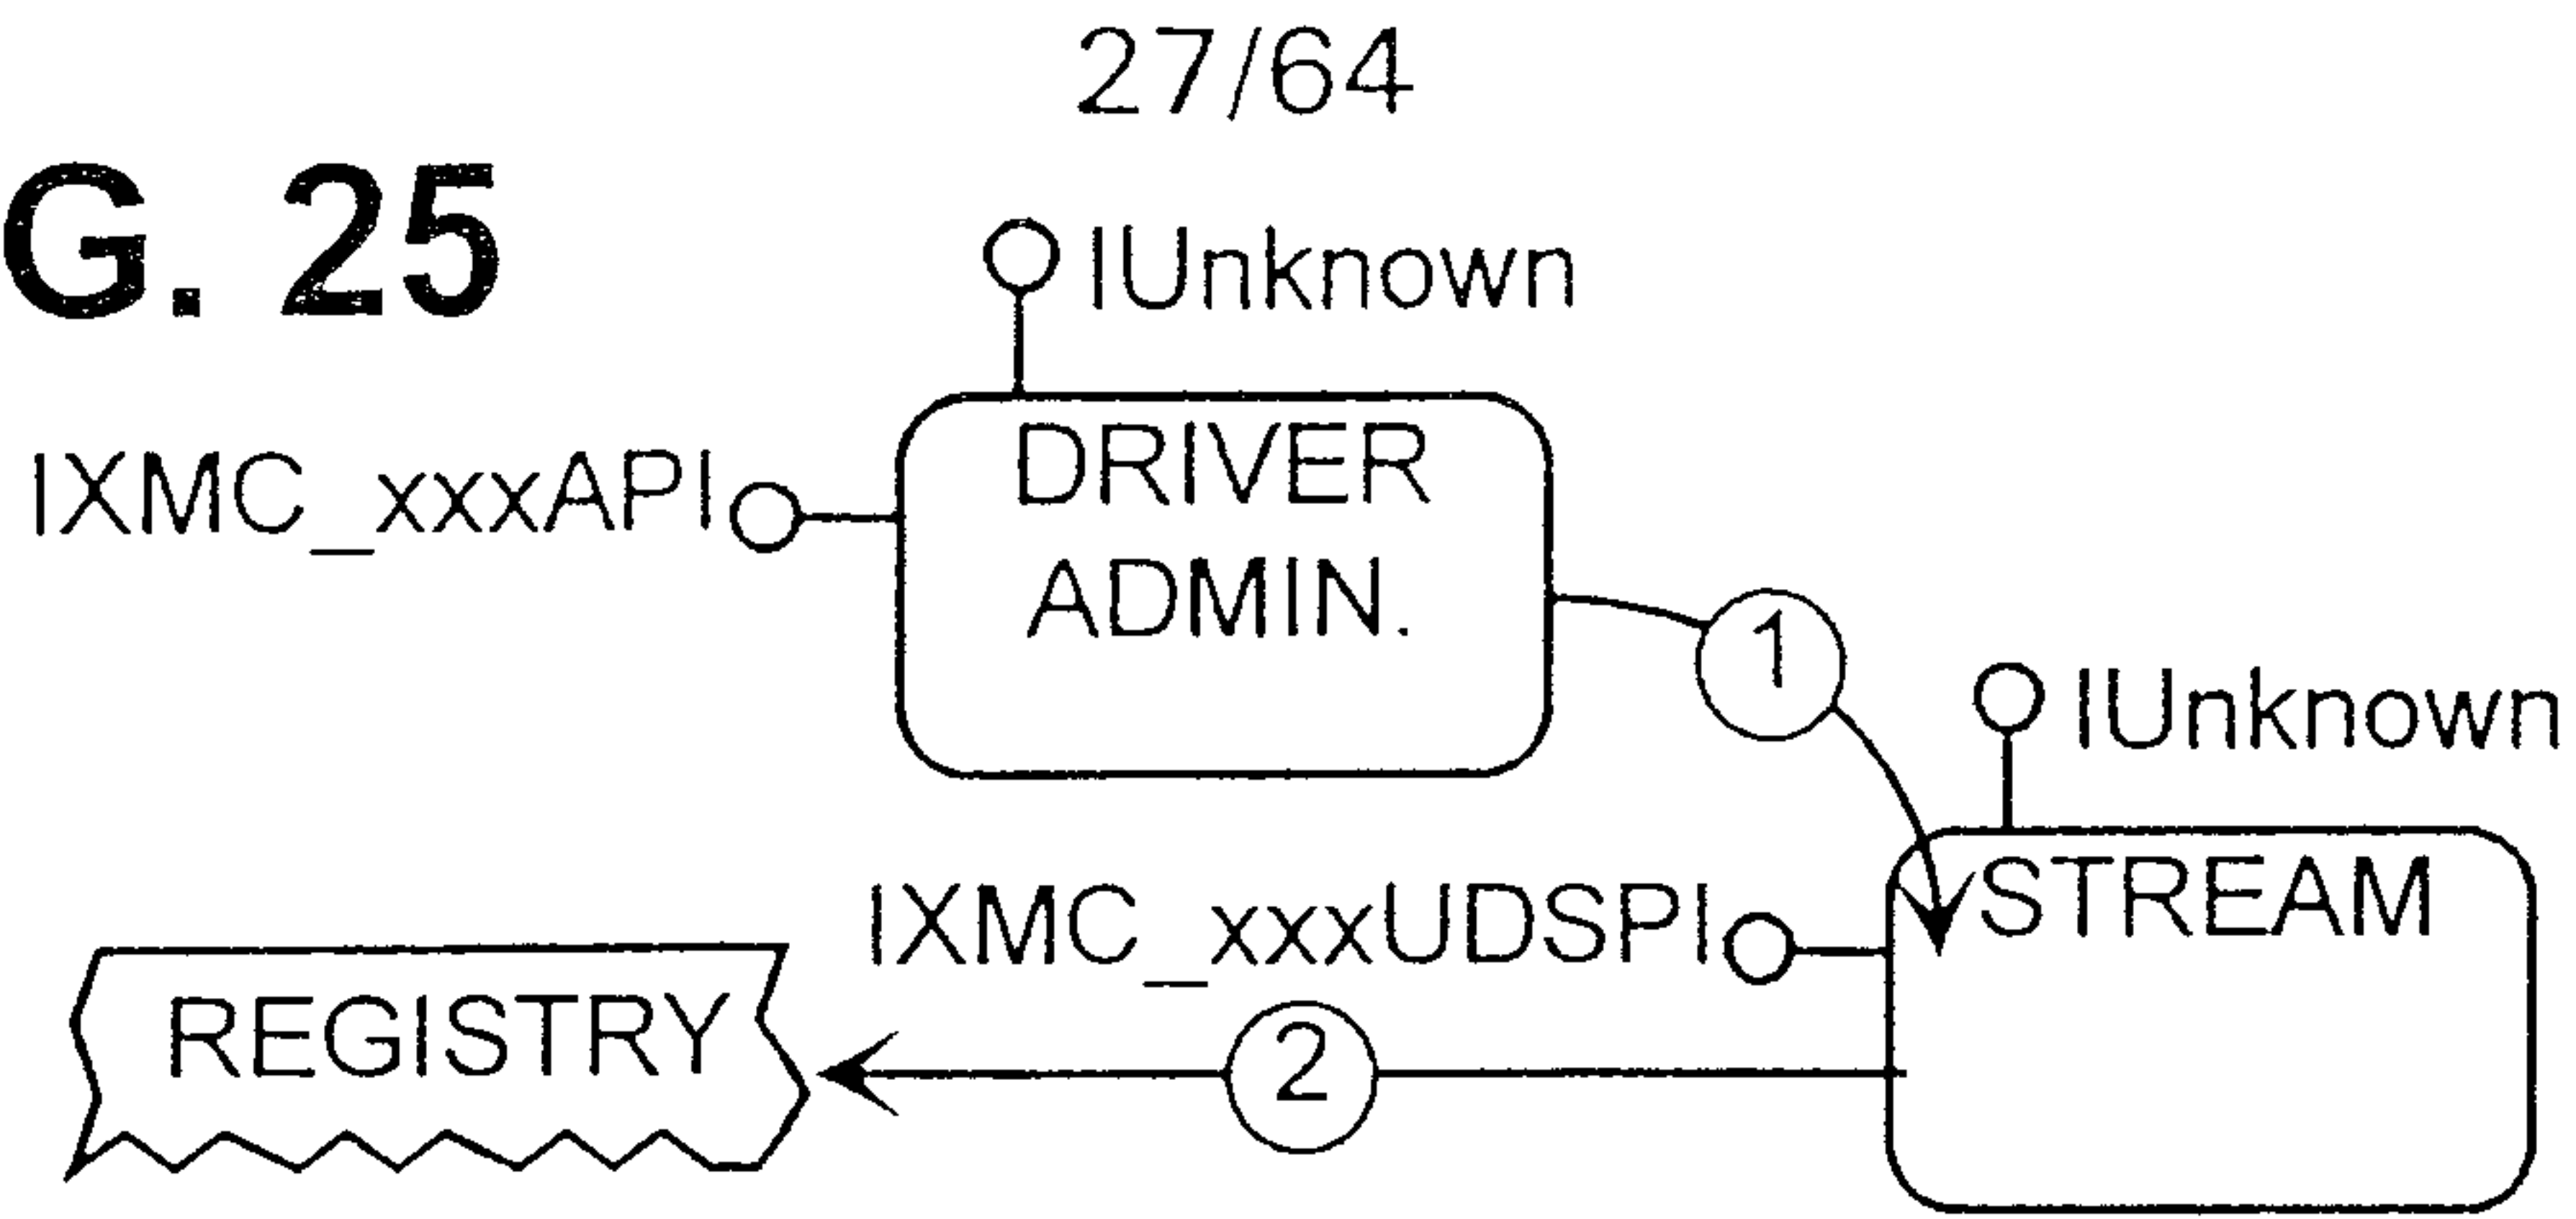 27/64
G. 25
IUnknown
IXMC_xxxAPI
DRIVER
ADMIN.
1
IUnknown
STREAM
IXMC_xxxUDSPI
REGISTRY
2